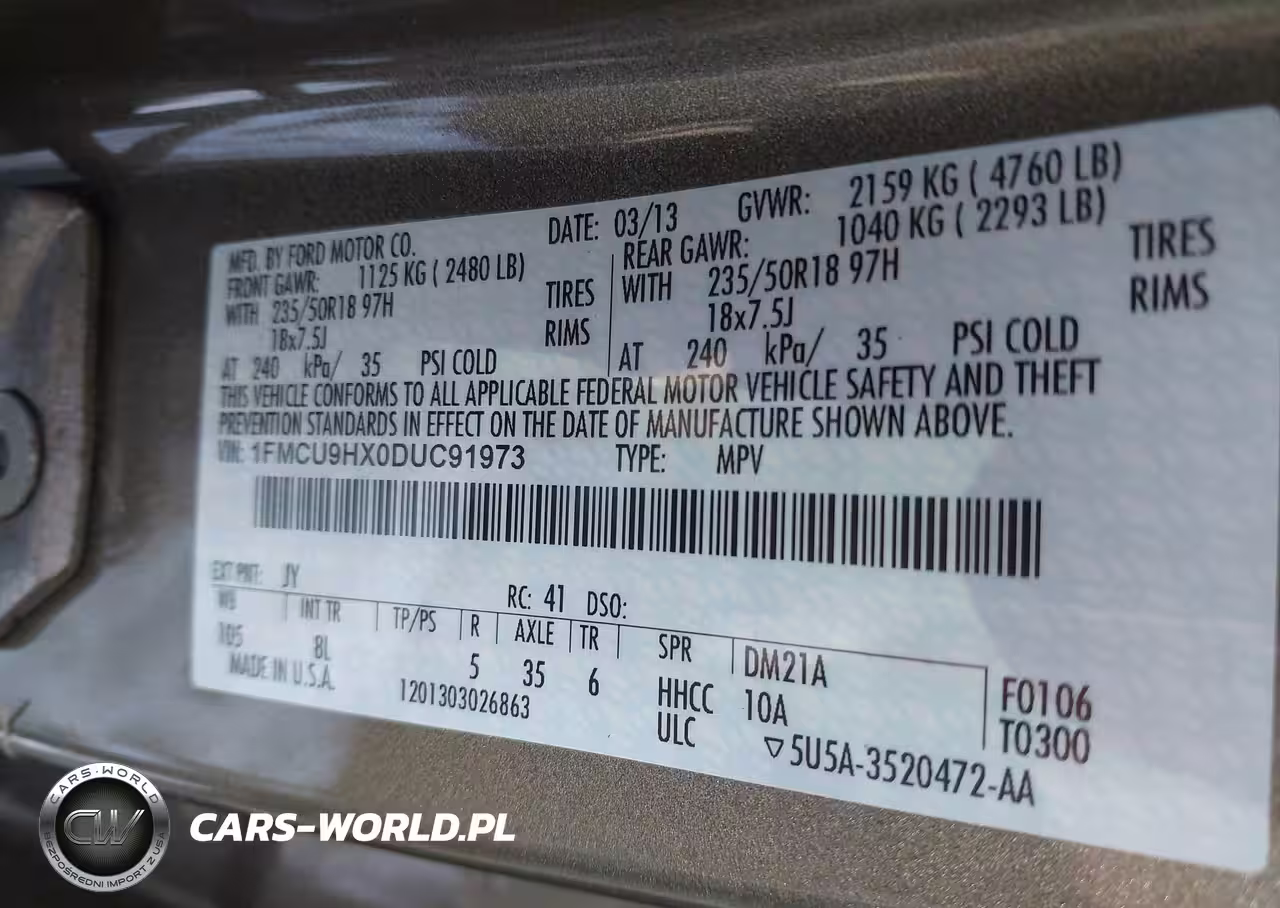 MFD. BY FORD MOTOR CO. DATE: 03/13 GVWR: 2159 KG ( 4760 LB)
FRONT GAWR: 1125 KG ( 2480 LB) REAR GAWR: 1040 KG ( 2293 LB)
WITH 235/50R18 97H TIRES WITH 235/50R18 97H TIRES
18x7.5J RIMS 18x7.5J RIMS
AT 240 kPa/ 35 PSI COLD AT 240 kPa/ 35 PSI COLD
THIS VEHICLE CONFORMS TO ALL APPLICABLE FEDERAL MOTOR VEHICLE SAFETY AND THEFT
PREVENTION STANDARDS IN EFFECT ON THE DATE OF MANUFACTURE SHOWN ABOVE.
VIN: 1FMCU9HX0DUC91973 TYPE: MPV
EXT PNT: JY RC: 41 DSO:
WB INT TR TP/PS R AXLE TR SPR DM21A F0106
105 8L 5 35 6 HHCC 10A T0300
MADE IN U.S.A. 1201303026863 ULC ▽5U5A-3520472-AA
CARS-WORLD
CW
BEZPOŚREDNI IMPORT Z USA
CARS-WORLD.PL